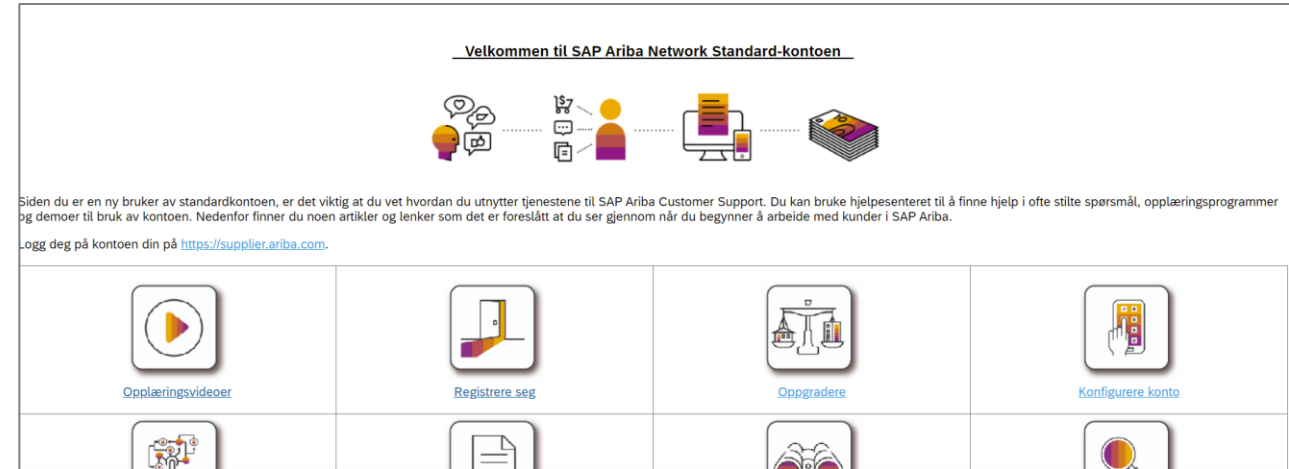 Velkommen til SAP Ariba Network Standard-kontoen
Siden du er en ny bruker av standardkontoen, er det viktig at du vet hvordan du utnytter tjenestene til SAP Ariba Customer Support. Du kan bruke hjelpesenteret til å finne hjelp i ofte stilte spørsmål, opplæringsprogrammer
og demoer til bruk av kontoen. Nedenfor finner du noen artikler og lenker som det er foreslått at du ser gjennom når du begynner å arbeide med kunder i SAP Ariba.
Logg deg på kontoen din på https://supplier.ariba.com.
Opplæringsvideoer
Registrere seg
Oppgradere
Konfigurere konto